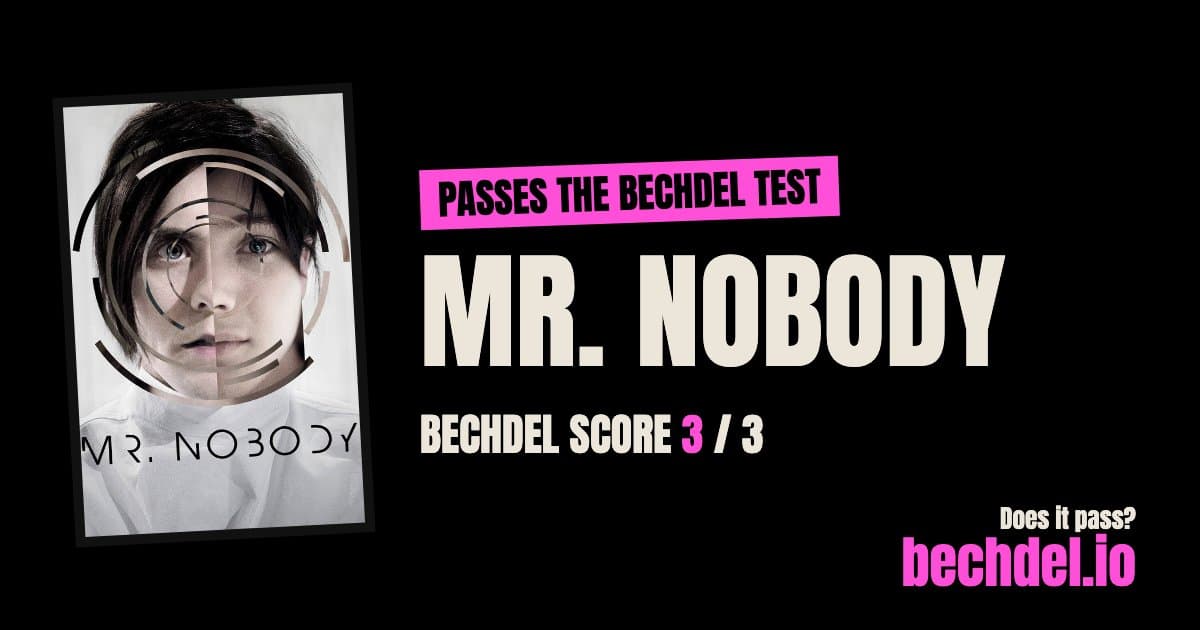 PASSES THE BECHDEL TEST
MR. NOBODY
BECHDEL SCORE 3 / 3
MR. NOBODY
Does it pass?
bechdel.io